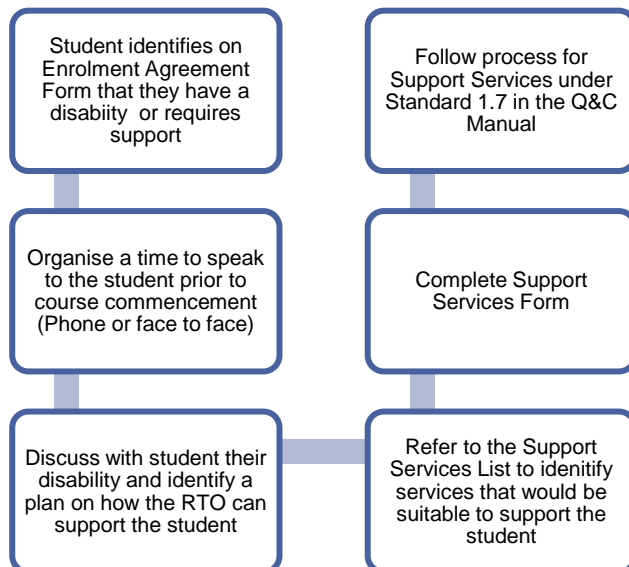 Student identifies on
Enrolment Agreement
Form that they have a
disabiity or requires
support
Organise a time to speak
to the student prior to
course commencement
(Phone or face to face)
Discuss with student their
disability and identify a
plan on how the RTO can
support the student
Refer to the Support
Services List to idenitify
services that would be
suitable to support the
student
Complete Support
Services Form
Follow process for
Support Services under
Standard 1.7 in the Q&C
Manual